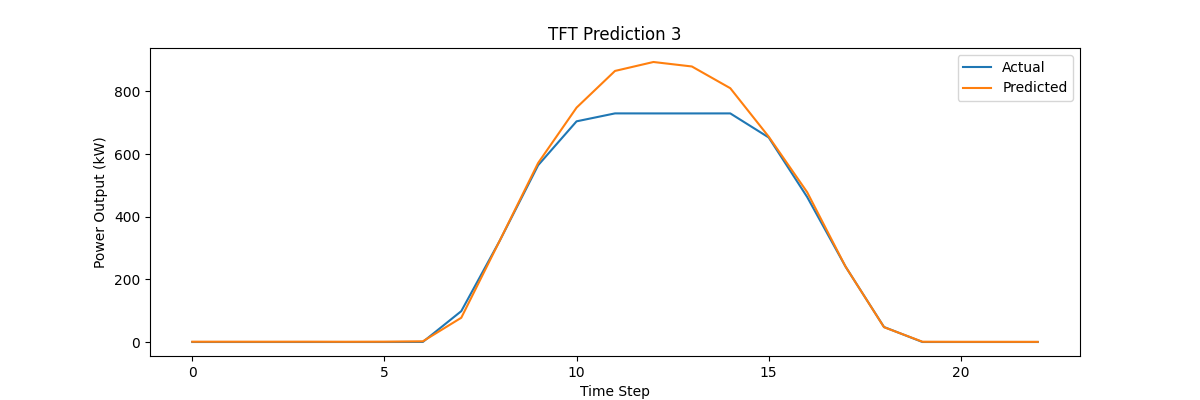 TFT Prediction 3
Actual
Predicted
800
600
400
200
0
Power Output (kW)
0 5 10 15 20
Time Step